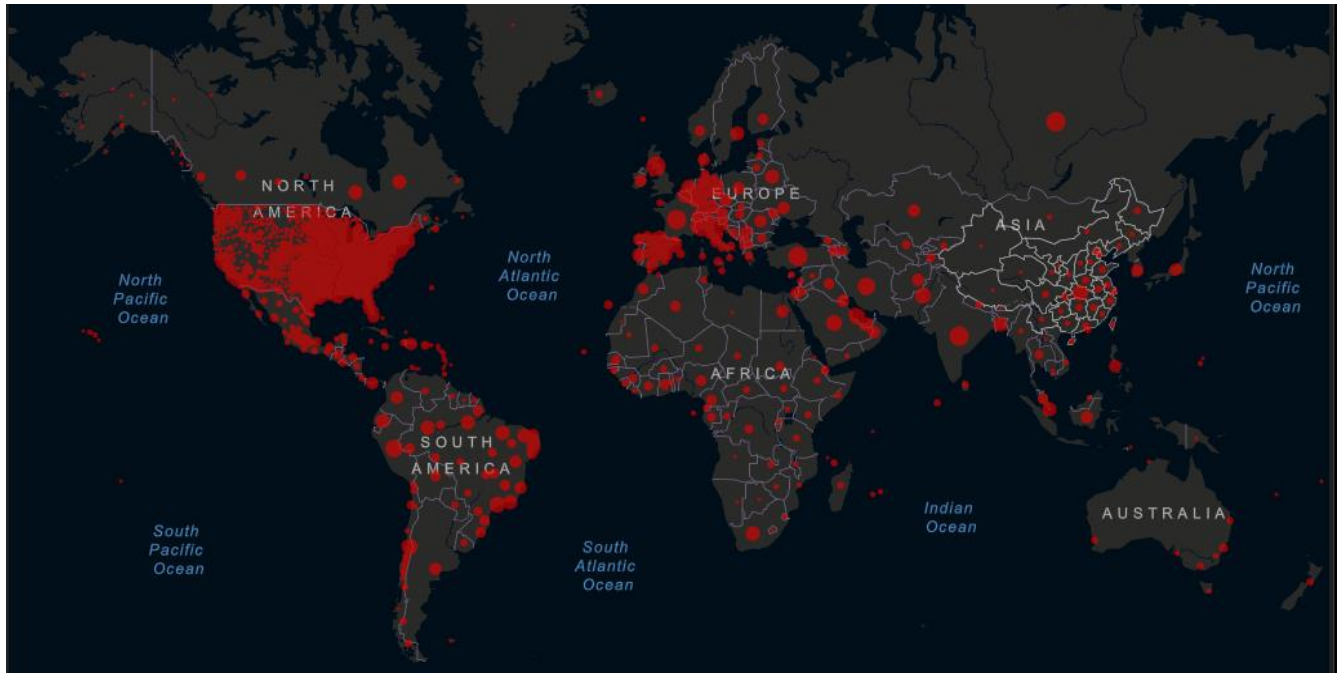 NORTH
AMERICA
EUROPE
ASIA
North
Pacific
Ocean
North
Atlantic
Ocean
North
Pacific
Ocean
AFRICA
SOUTH
AMERICA
South
Pacific
Ocean
South
Atlantic
Ocean
Indian
Ocean
AUSTRALIA